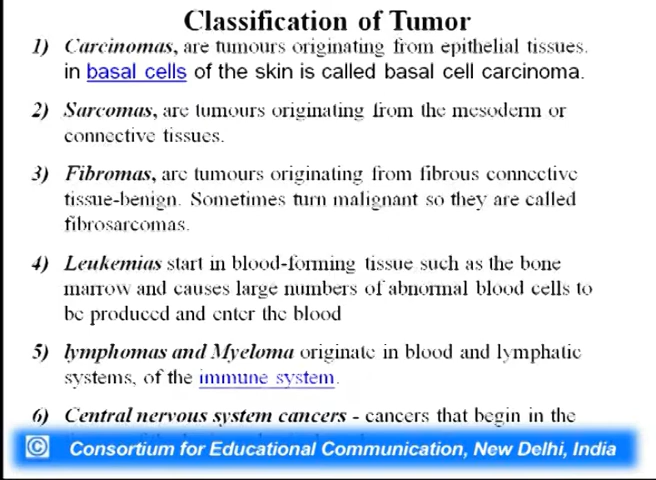 Classification of Tumor
1) Carcinomas, are tumours originating from epithelial tissues.
in basal cells of the skin is called basal cell carcinoma.
2) Sarcomas, are tumours originating from the mesoderm or
connective tissues.
3) Fibromas, are tumours originating from fibrous connective
tissue-benign. Sometimes turn malignant so they are called
fibrosarcomas.
4) Leukemias start in blood-forming tissue such as the bone
marrow and causes large numbers of abnormal blood cells to
be produced and enter the blood
5) lymphomas and Myeloma originate in blood and lymphatic
systems, of the immune system.
6) Central nervous system cancers - cancers that begin in the
© Consortium for Educational Communication, New Delhi, India